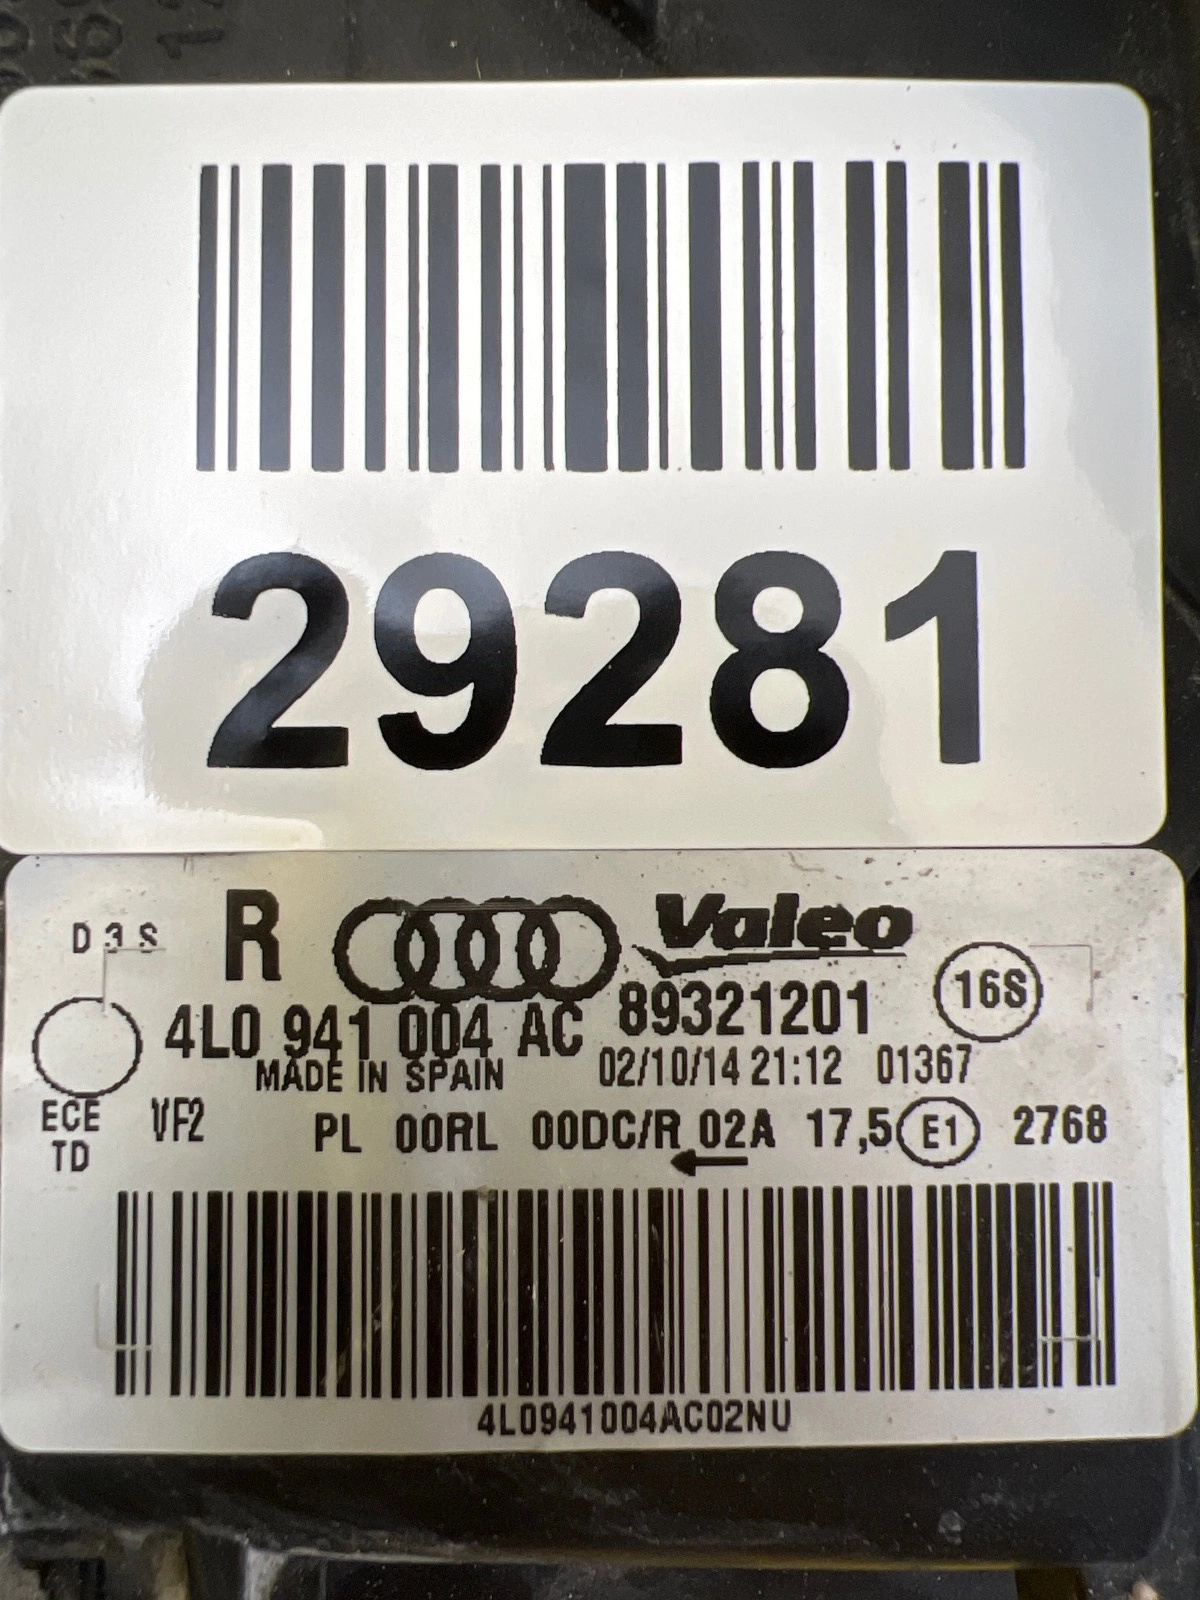 29281
D3S R Valeo
4L0 941 004 AC 89321201 16S
MADE IN SPAIN 02/10/14 21:12 01367
ECE VF2 PL 00RL 00DC/R 02A 17,5 E1 2768
TD
4L0941004AC02NU